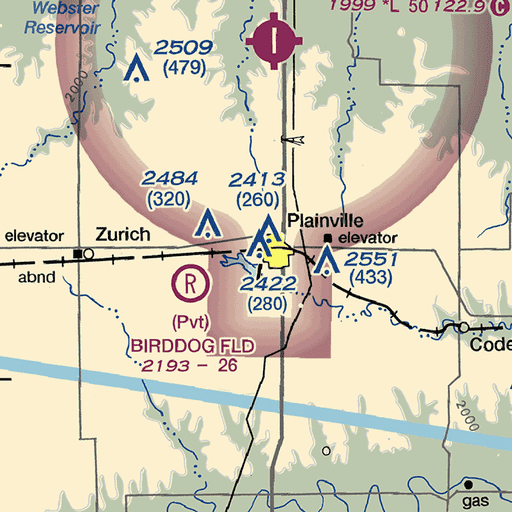 Webster
Reservoir
1999 *L 50 122.9 C
2509
(479)
2000
2484
(320)
2413
(260)
Plainville
elevator
Zurich
elevator
abnd
2551
(433)
R
2422
(280)
(Pvt)
BIRDDOG FLD
2193 - 26
Code
2000
gas